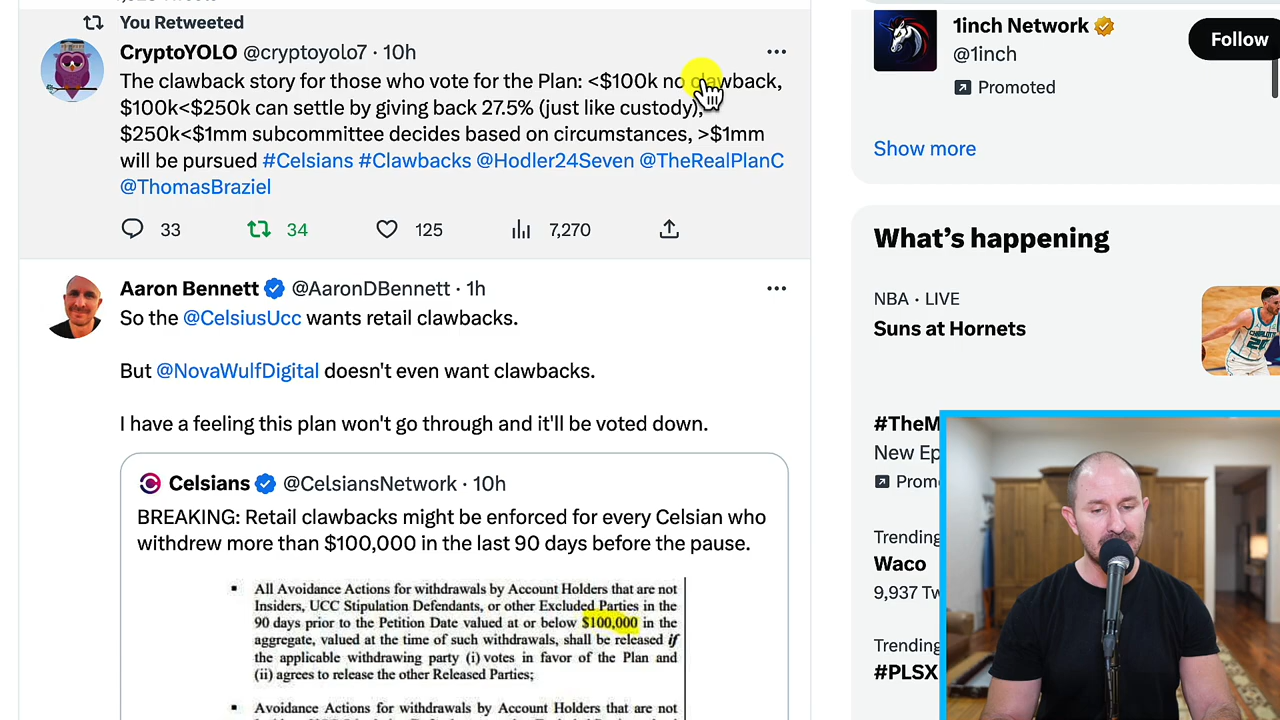 You Retweeted
CryptoYOLO @cryptoyolo7 · 10h
The clawback story for those who vote for the Plan: <$100k no clawback,
$100k<$250k can settle by giving back 27.5% (just like custody),
$250k<$1mm subcommittee decides based on circumstances, >$1mm
will be pursued #Celsians #Clawbacks @Hodler24Seven @TheRealPlanC
@ThomasBraziel
33 34 125 7,270
Aaron Bennett @AaronDBennett · 1h
So the @CelsiusUcc wants retail clawbacks.
But @NovaWulfDigital doesn't even want clawbacks.
I have a feeling this plan won't go through and it'll be voted down.
Celsians @CelsiansNetwork · 10h
BREAKING: Retail clawbacks might be enforced for every Celsian who
withdrew more than $100,000 in the last 90 days before the pause.
▪ All Avoidance Actions for withdrawals by Account Holders that are not
Insiders, UCC Stipulation Defendants, or other Excluded Parties in the
90 days prior to the Petition Date valued at or below $100,000 in the
aggregate, valued at the time of such withdrawals, shall be released if
the applicable withdrawing party (i) votes in favor of the Plan and
(ii) agrees to release the other Released Parties;
▪ Avoidance Actions for withdrawals by Account Holders that are not
1inch Network
@1inch
Promoted
Follow
Show more
What's happening
NBA · LIVE
Suns at Hornets
#TheM
New Ep
Prom
Trending
Waco
9,937 Tw
Trending
#PLSX